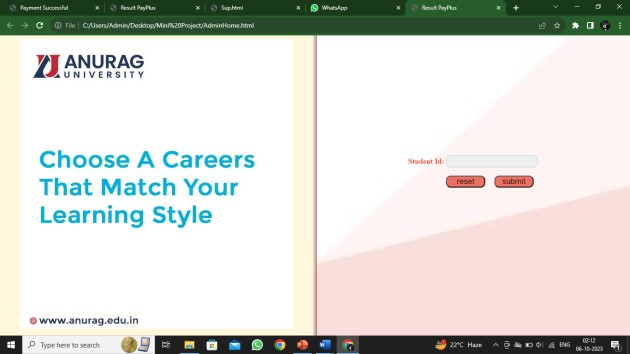 Payment Successful
Result PayPlus
Sup.html
WhatsApp
Result PayPlus
File
C:/Users/Admin/Desktop/Mini%20Project/AdminHome.html
ANURAG
UNIVERSITY
Choose A Careers
That Match Your
Learning Style
www.anurag.edu.in
Student Id:
reset
submit
Type here to search
22°C Haze
ENG
02:12
06-10-2023